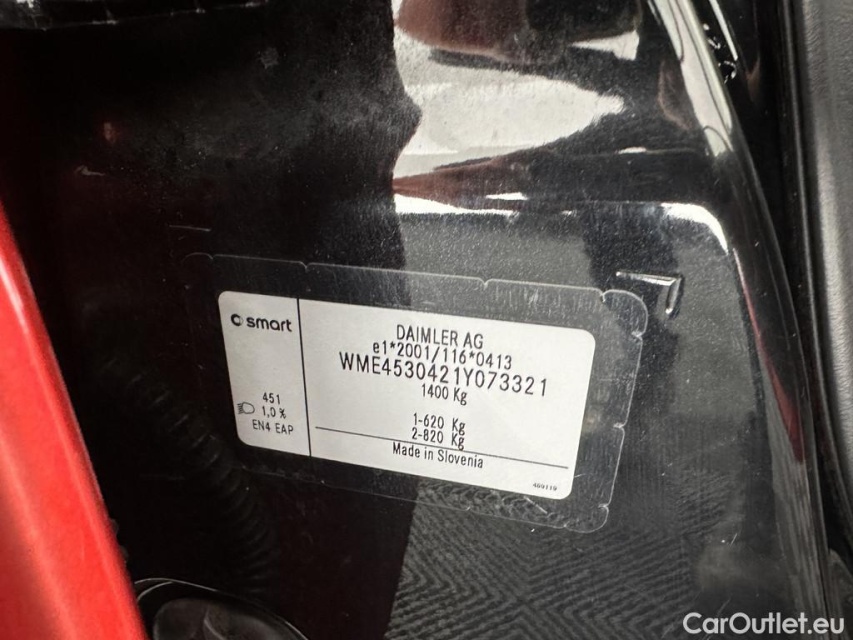 smart
451
1,0 %
EN4 EAP
DAIMLER AG
e1*2001/116*0413
WME4530421Y073321
1400 Kg
1-620 Kg
2-820 Kg
Made in Slovenia
469119
CarOutlet.eu